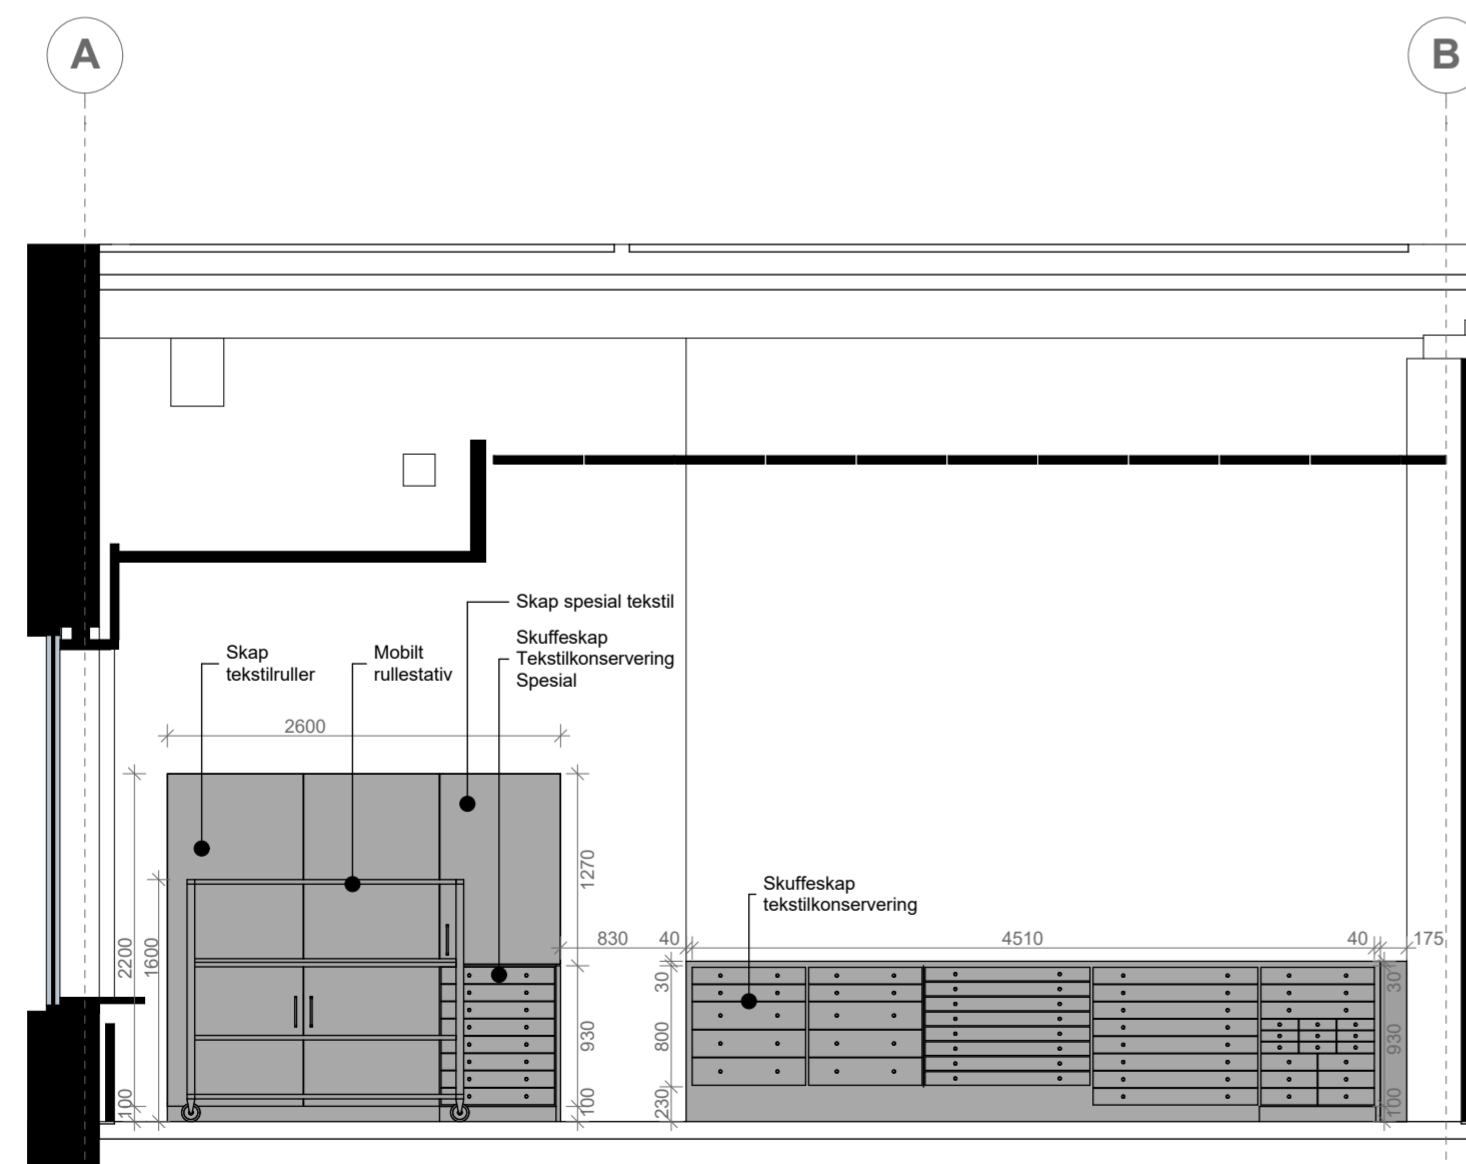 A
B
Skap spesial tekstil
Skuffeskap
Tekstilkonservering
Spesial
Skap
tekstilruller
Mobilt
rullestativ
2600
2200
1600
100
1270
930
100
Skuffeskap
tekstilkonservering
830
40
4510
40
175
30
800
230
30
930
100